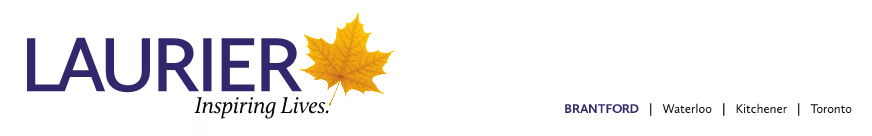 LAURIER
Inspiring Lives.
BRANTFORD | Waterloo | Kitchener | Toronto